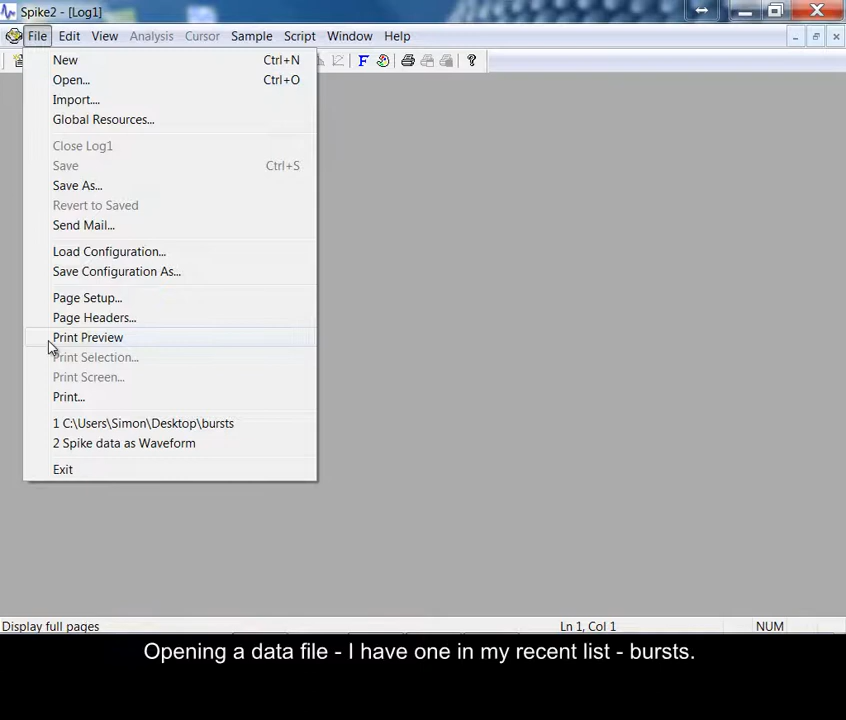 Spike2 - [Log1]
File Edit View Analysis Cursor Sample Script Window Help
New Ctrl+N
Open... Ctrl+O
Import....
Global Resources...
Close Log1
Save Ctrl+S
Save As...
Revert to Saved
Send Mail...
Load Configuration...
Save Configuration As...
Page Setup...
Page Headers...
Print Preview
Print Selection...
Print Screen...
Print...
1 C:\Users\Simon\Desktop\bursts
2 Spike data as Waveform
Exit
Display full pages Ln 1, Col 1 NUM
Opening a data file - I have one in my recent list - bursts.